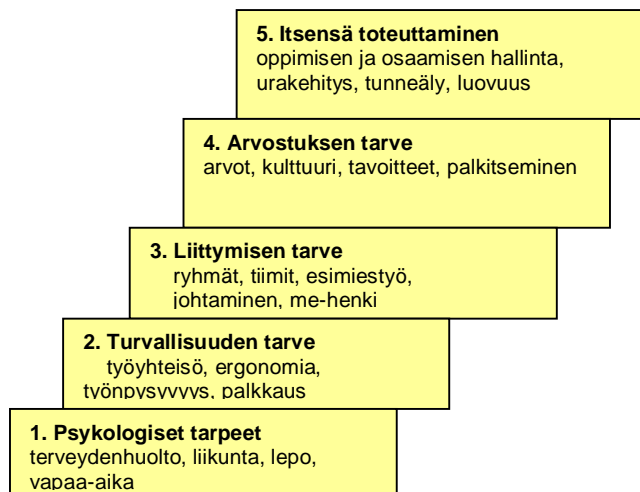 5. Itsensä toteuttaminen
oppimisen ja osaamisen hallinta,
urakehitys, tunneäly, luovuus
4. Arvostuksen tarve
arvot, kulttuuri, tavoitteet, palkitseminen
3. Liittymisen tarve
ryhmät, tiimit, esimiestyö,
johtaminen, me-henki
2. Turvallisuuden tarve
työyhteisö, ergonomia,
työnpysyvyys, palkkaus
1. Psykologiset tarpeet
terveydenhuolto, liikunta, lepo,
vapaa-aika